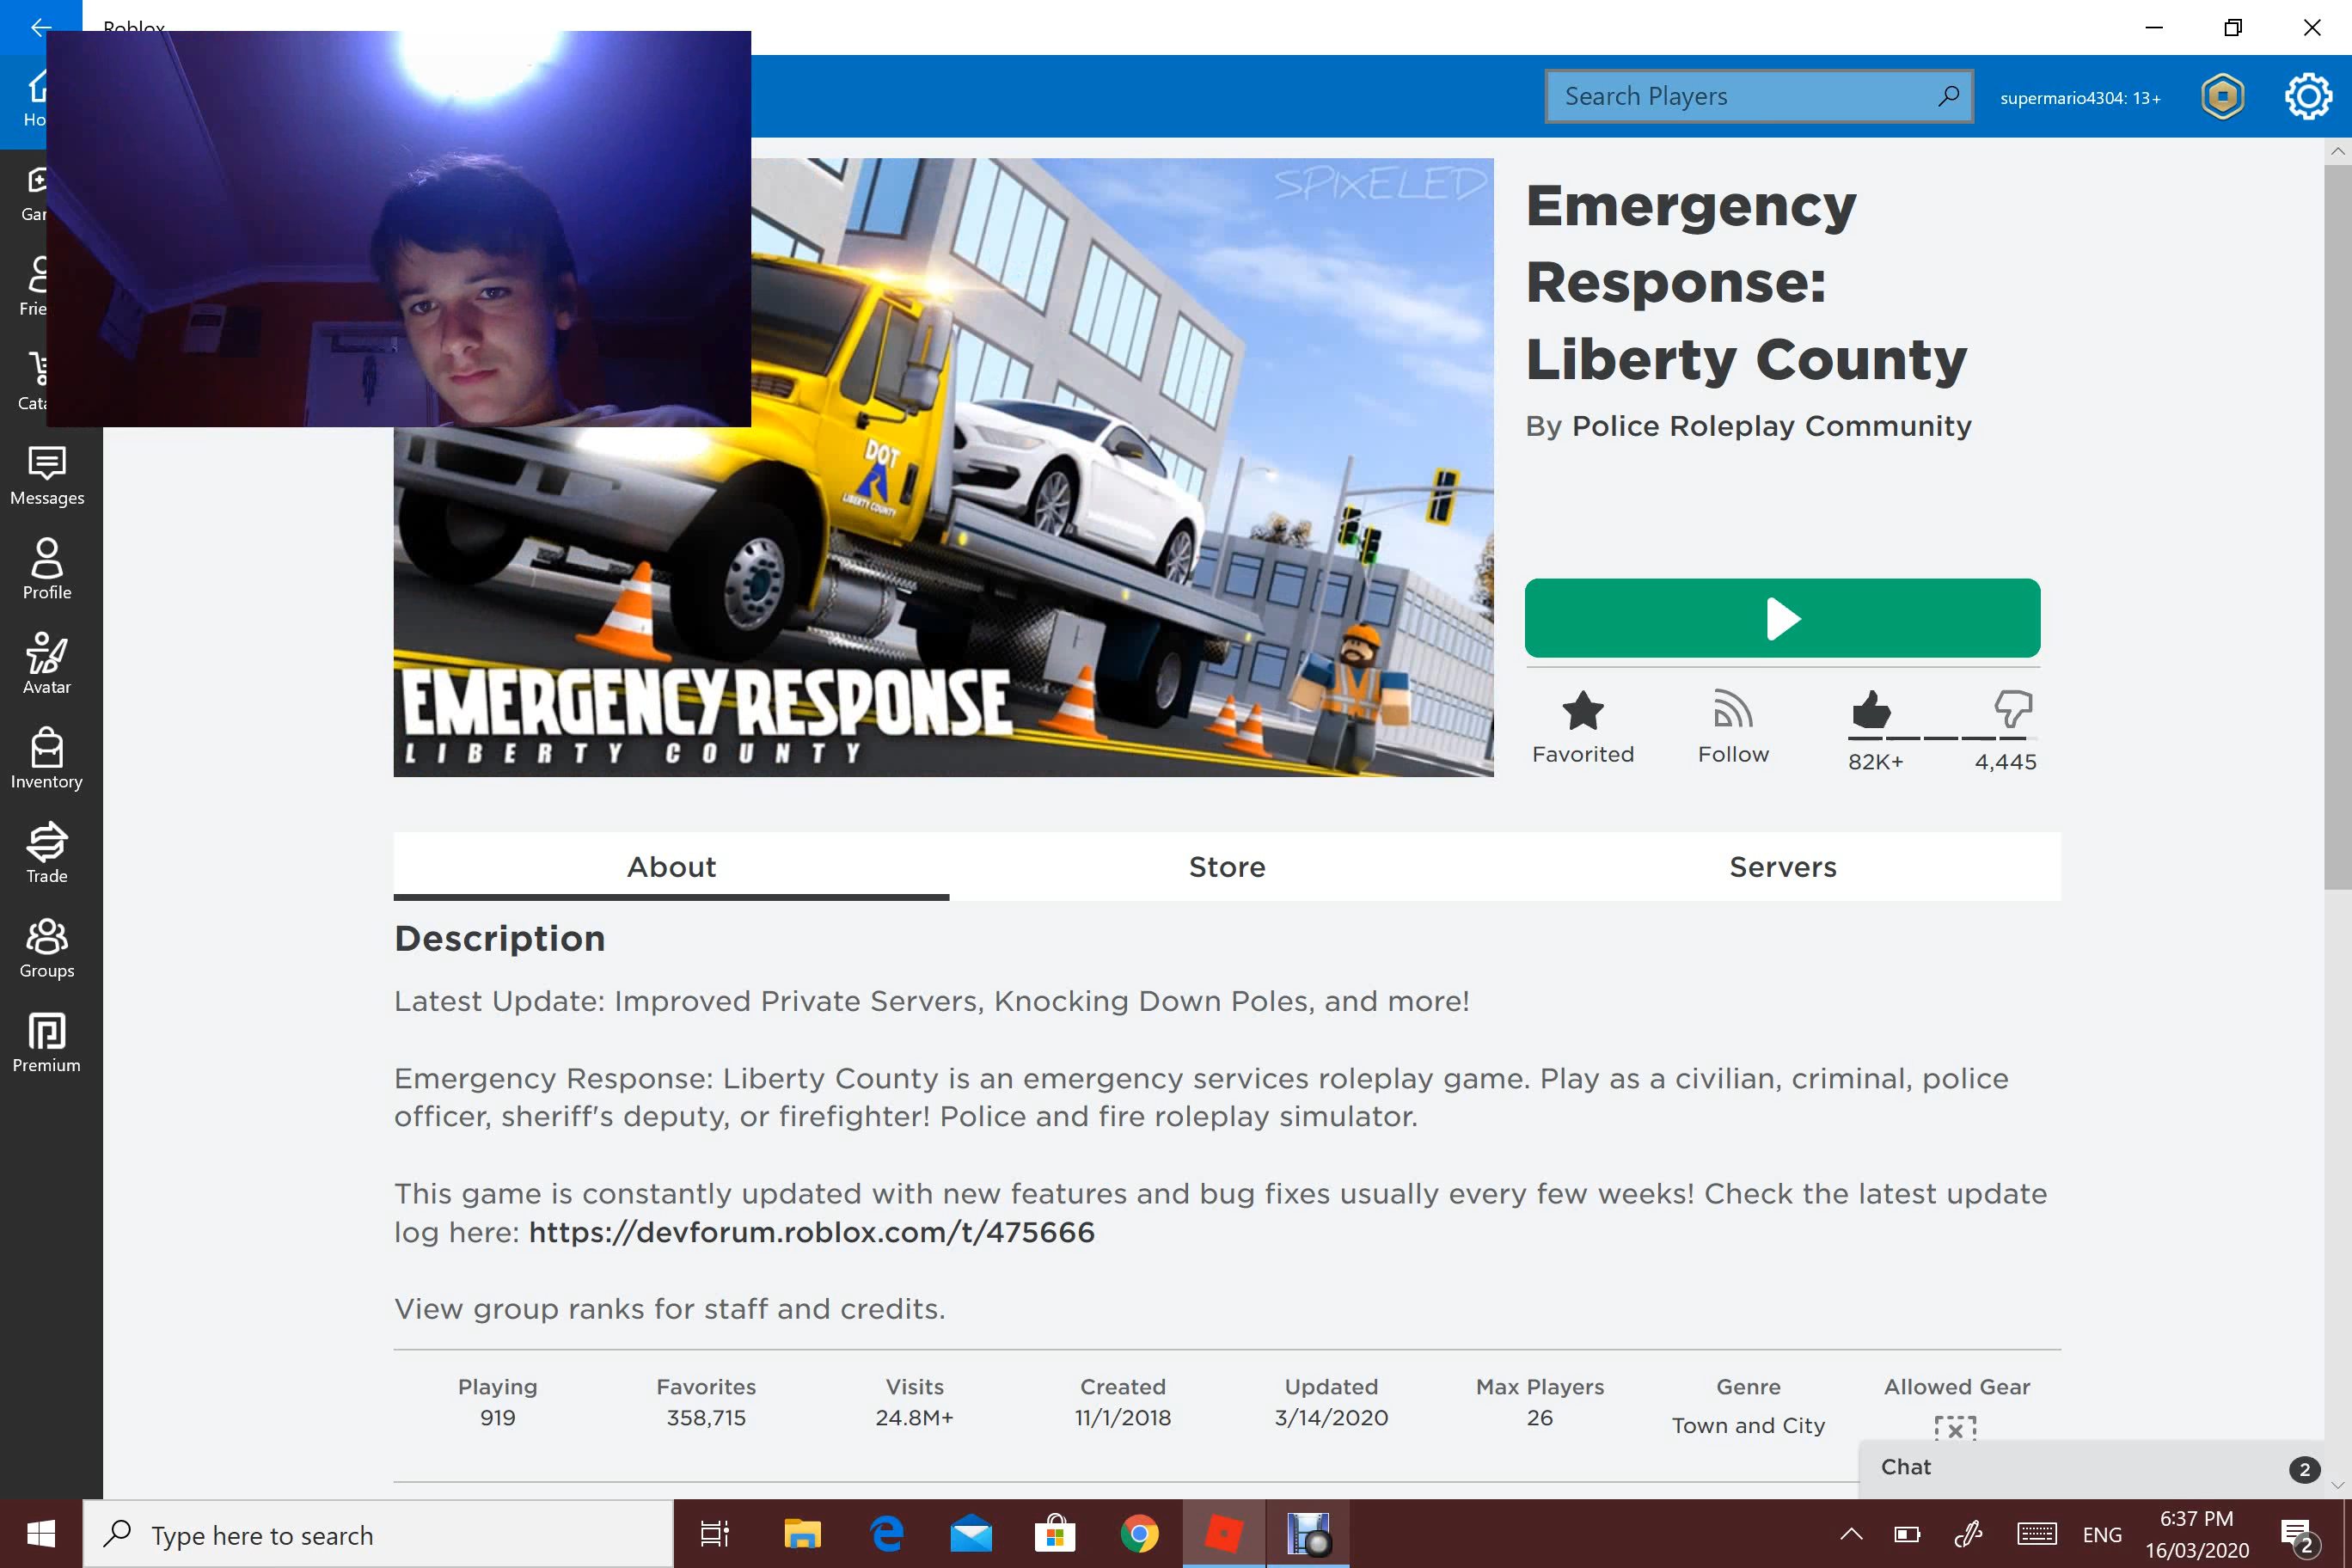 Roblox
Search Players
supermario4304: 13+
Messages
Profile
Avatar
Inventory
Trade
Groups
Premium
SPIXELED
DOT
LIBERTY COUNTY
EMERGENCY RESPONSE
LIBERTY COUNTY
Emergency
Response:
Liberty County
By Police Roleplay Community
Favorited
Follow
82K+
4,445
About
Store
Servers
Description
Latest Update: Improved Private Servers, Knocking Down Poles, and more!
Emergency Response: Liberty County is an emergency services roleplay game. Play as a civilian, criminal, police
officer, sheriff's deputy, or firefighter! Police and fire roleplay simulator.
This game is constantly updated with new features and bug fixes usually every few weeks! Check the latest update
log here: https://devforum.roblox.com/t/475666
View group ranks for staff and credits.
Playing Favorites Visits Created Updated Max Players Genre Allowed Gear
919 358,715 24.8M+ 11/1/2018 3/14/2020 26 Town and City
Chat 2
Type here to search
ENG
6:37 PM
16/03/2020
2